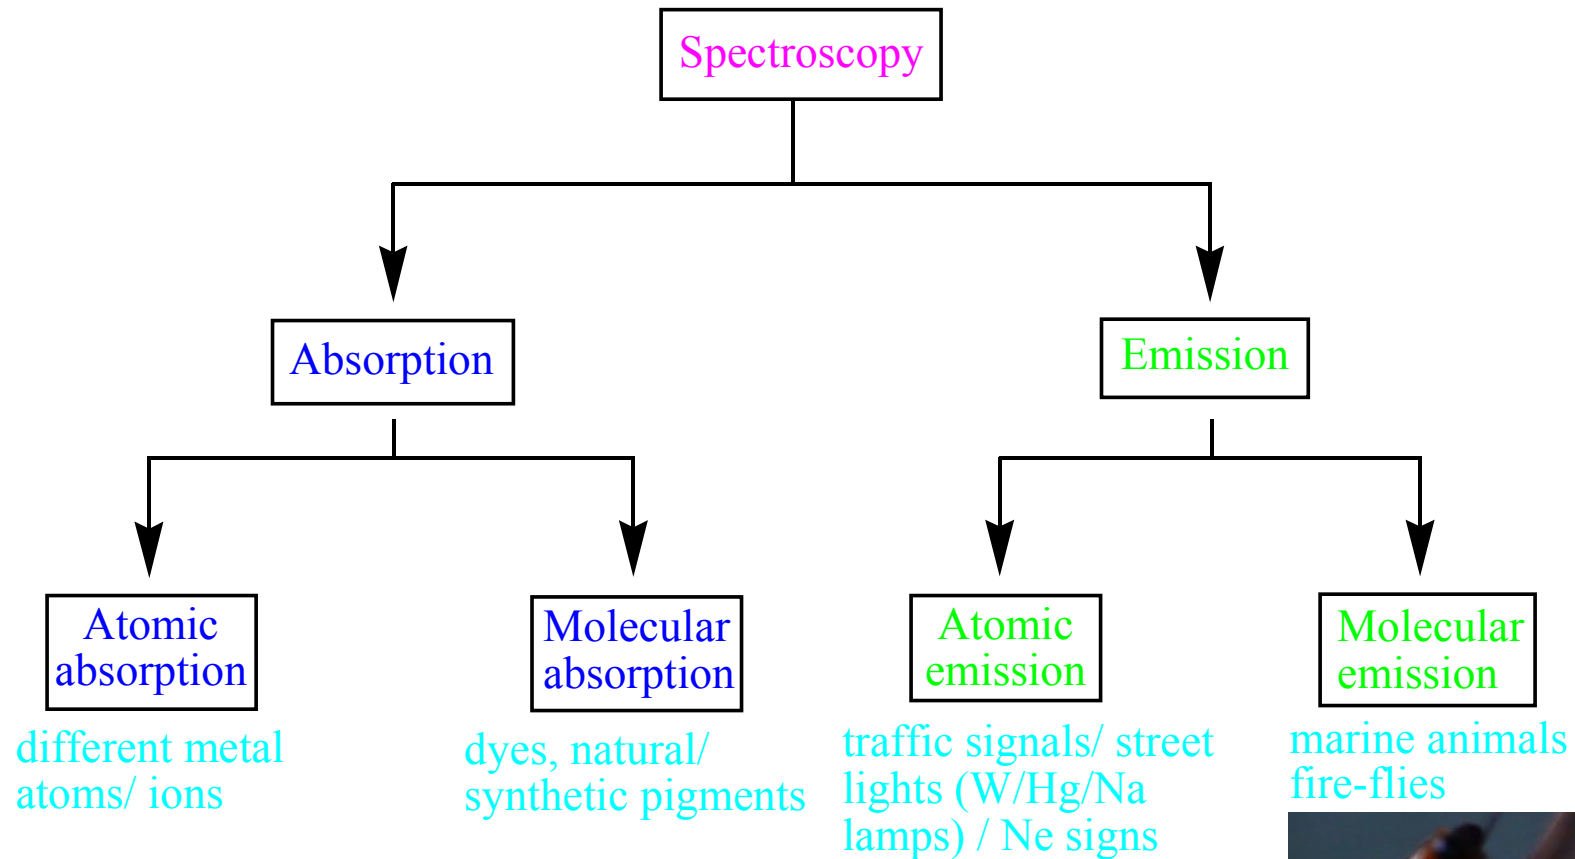 Spectroscopy
Absorption
Emission
Atomic
absorption
Molecular
absorption
Atomic
emission
Molecular
emission
different metal
atoms/ ions
dyes, natural/
synthetic pigments
traffic signals/ street
lights (W/Hg/Na
lamps) / Ne signs
marine animals
fire-flies